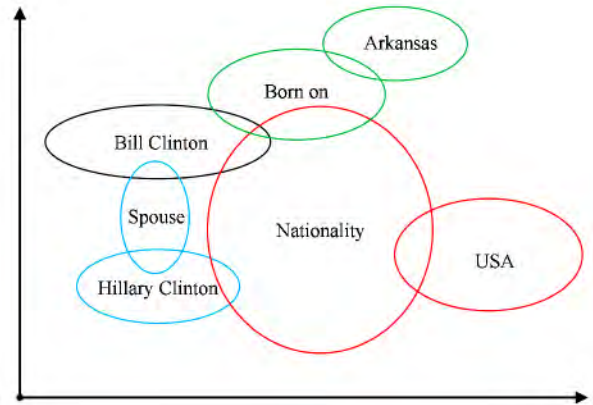 Arkansas
Born on
Bill Clinton
Spouse
Nationality
USA
Hillary Clinton